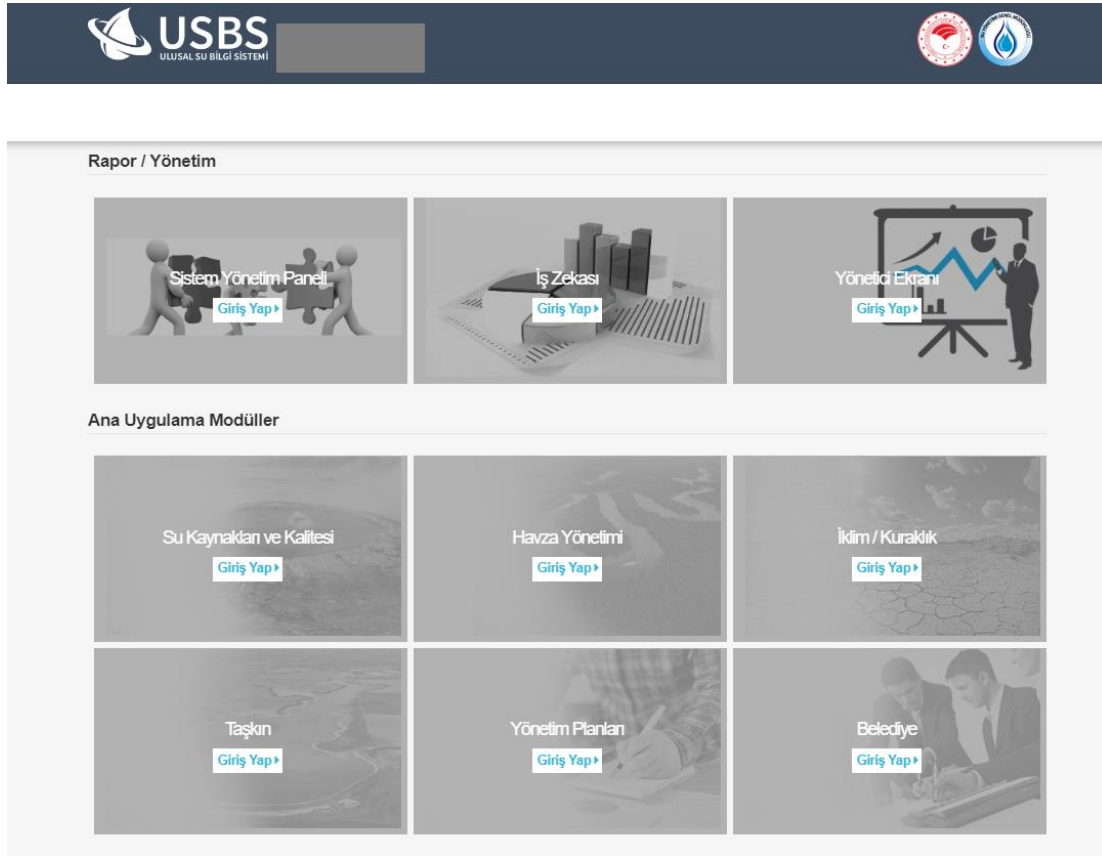 USBS
ULUSAL SU BİLGİ SİSTEMİ
Rapor / Yönetim
Sistem Yönetim Paneli
Giriş Yap
İş Zekası
Giriş Yap
Yönetici Ekranı
Giriş Yap
Ana Uygulama Modüller
Su Kaynakları ve Kalitesi
Giriş Yap
Havza Yönetimi
Giriş Yap
İklim / Kuraklık
Giriş Yap
Taşkın
Giriş Yap
Yönetim Planları
Giriş Yap
Belediye
Giriş Yap